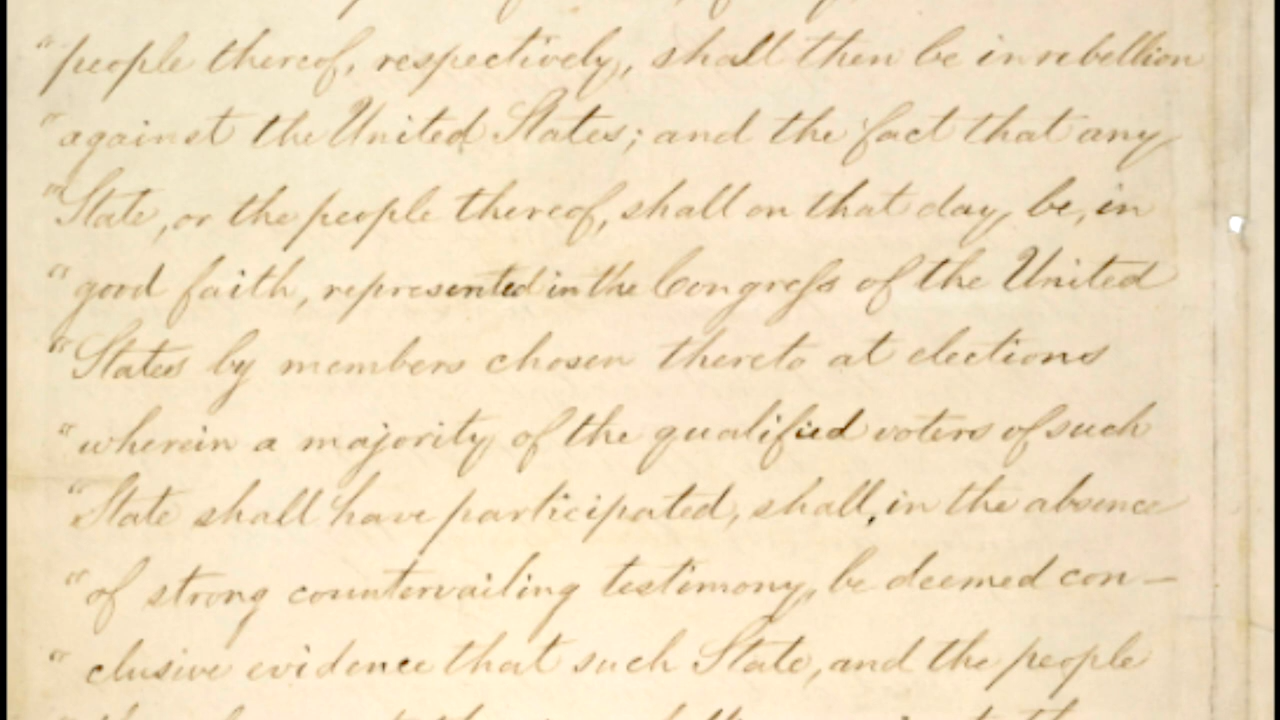 "people thereof, respectively, shall then be in rebellion
"against the United States; and the fact that any
"State, or the people thereof, shall on that day, be, in
"good faith, represented in the Congress of the United
"States by members chosen thereto at elections
"wherein a majority of the qualified voters of such
"State shall have participated, shall, in the absence
"of strong countervailing testimony, be deemed con-
"clusive evidence that such State, and the people